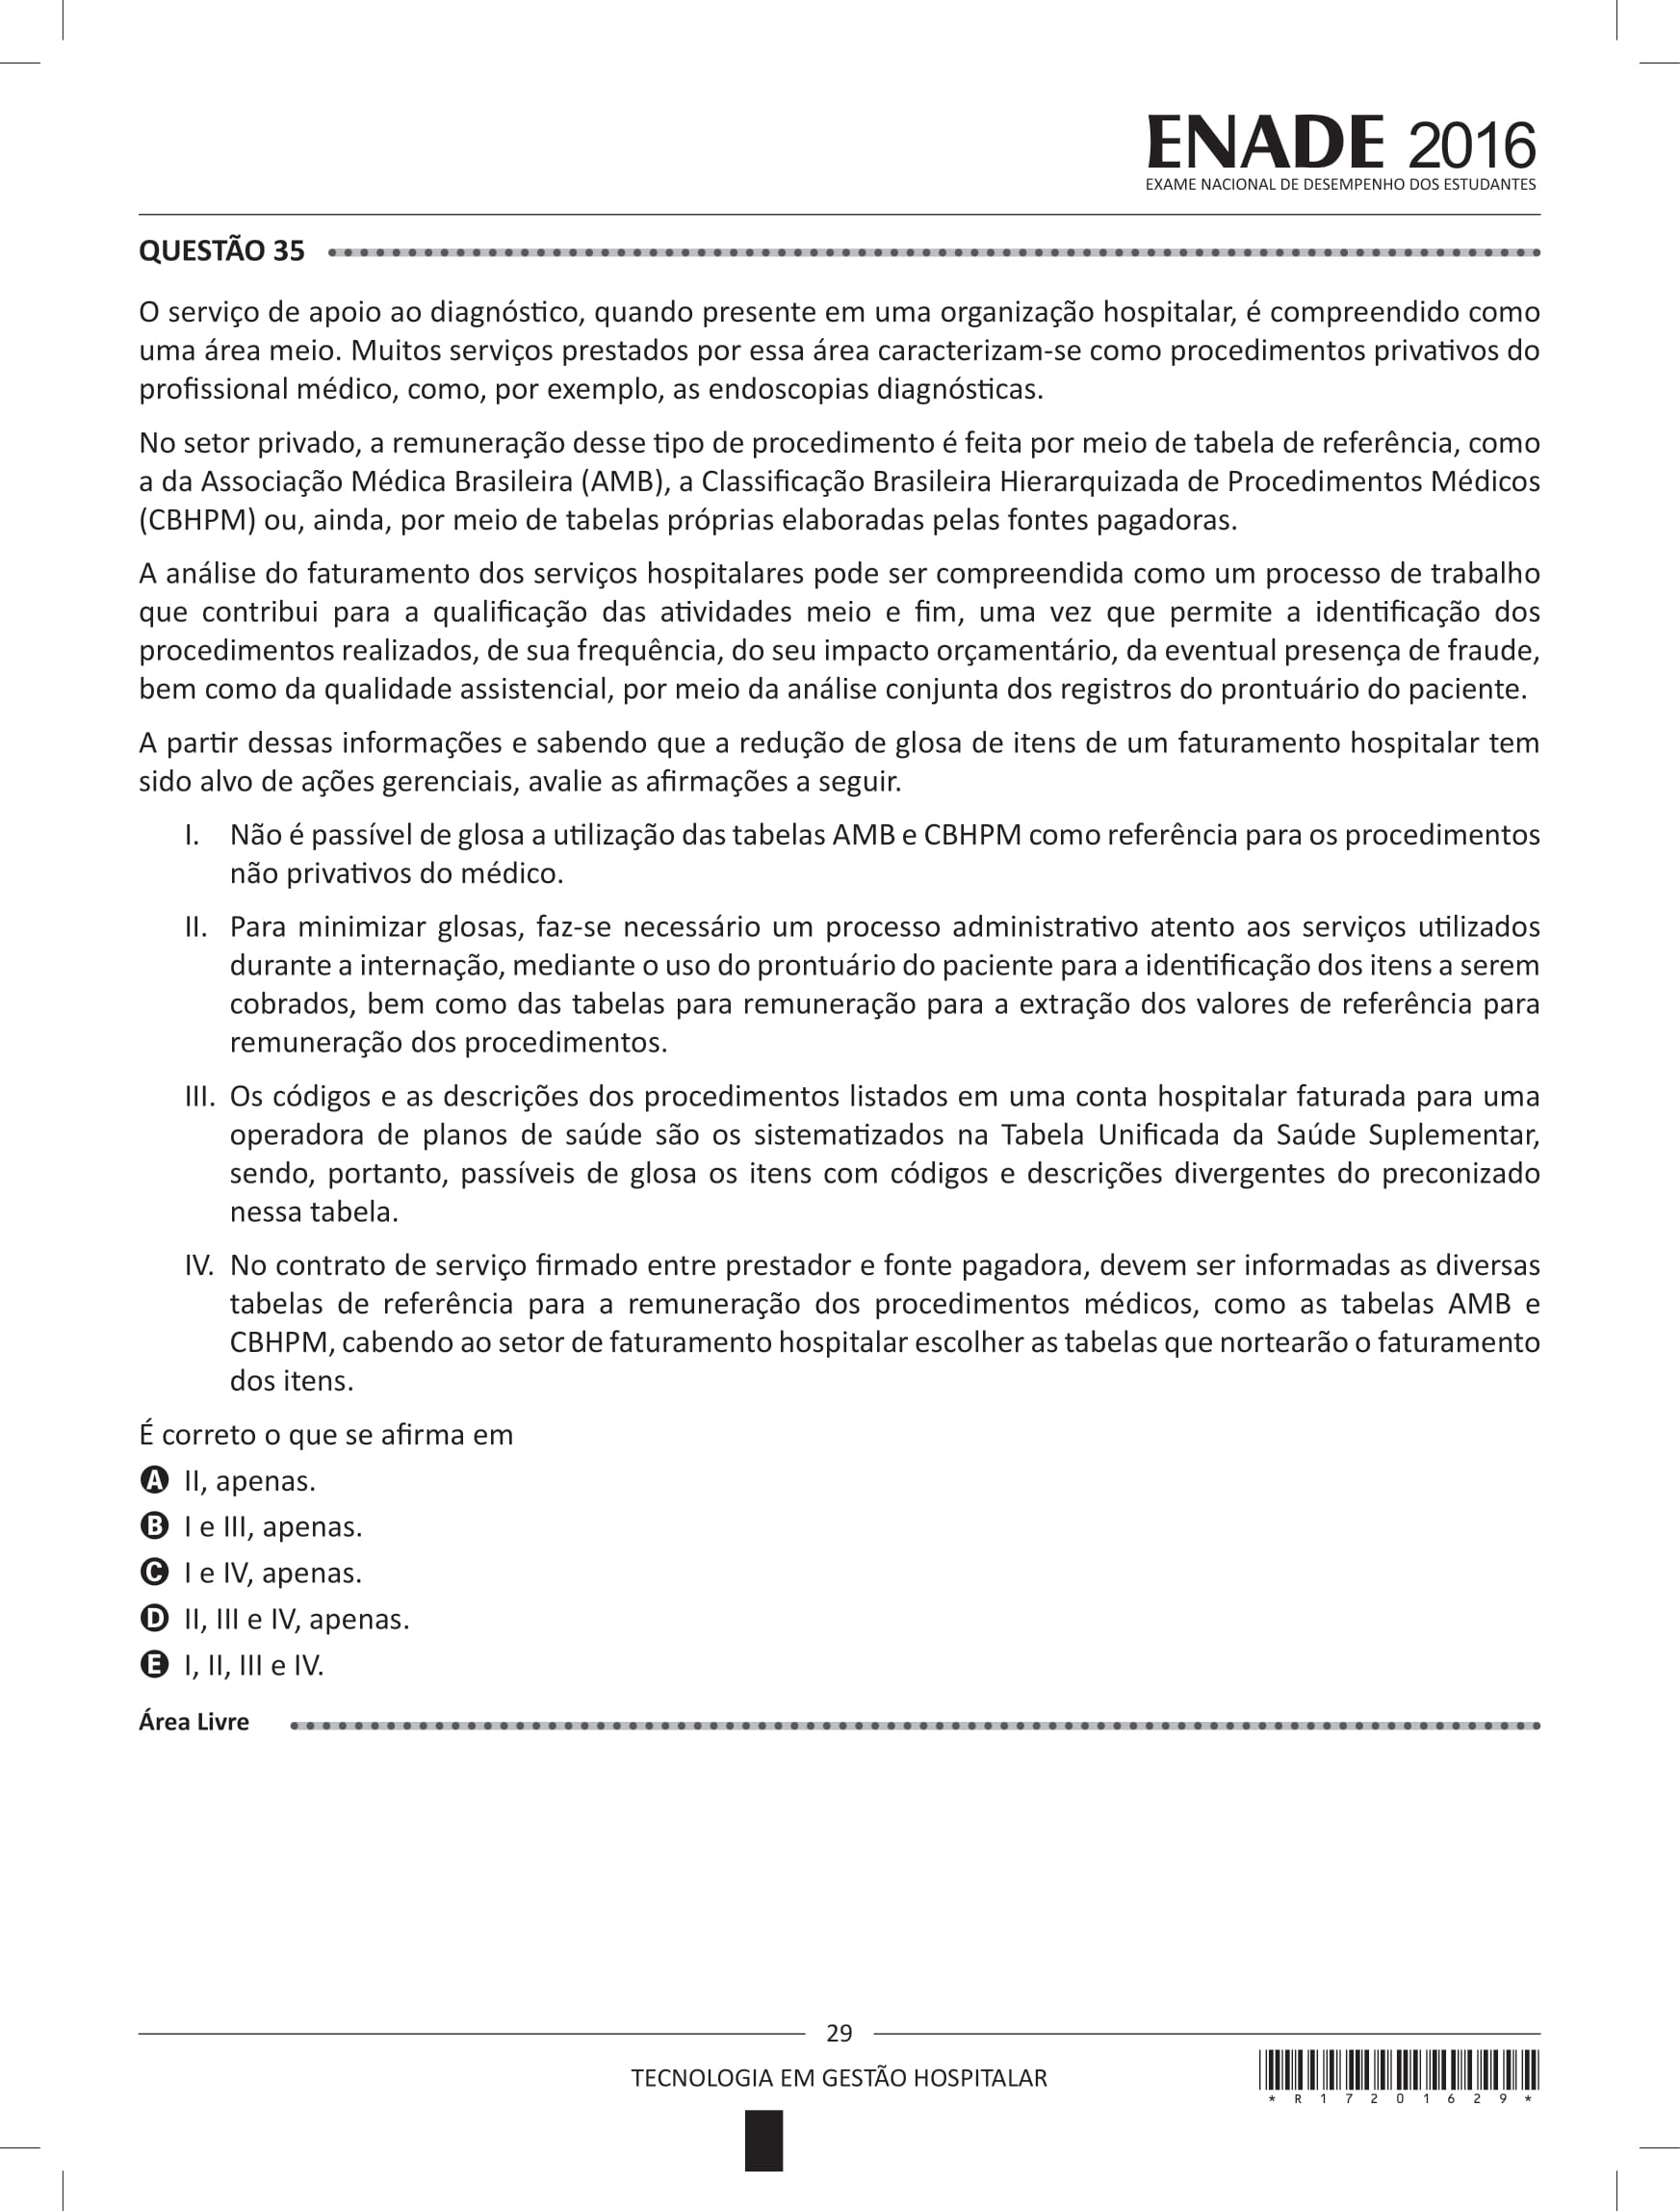 ENADE 2016
EXAME NACIONAL DE DESEMPENHO DOS ESTUDANTES
QUESTÃO 35
O serviço de apoio ao diagnóstico, quando presente em uma organização hospitalar, é compreendido como
uma área meio. Muitos serviços prestados por essa área caracterizam-se como procedimentos privativos do
profissional médico, como, por exemplo, as endoscopias diagnósticas.
No setor privado, a remuneração desse tipo de procedimento é feita por meio de tabela de referência, como
a da Associação Médica Brasileira (AMB), a Classificação Brasileira Hierarquizada de Procedimentos Médicos
(CBHPM) ou, ainda, por meio de tabelas próprias elaboradas pelas fontes pagadoras.
A análise do faturamento dos serviços hospitalares pode ser compreendida como um processo de trabalho
que contribui para a qualificação das atividades meio e fim, uma vez que permite a identificação dos
procedimentos realizados, de sua frequência, do seu impacto orçamentário, da eventual presença de fraude,
bem como da qualidade assistencial, por meio da análise conjunta dos registros do prontuário do paciente.
A partir dessas informações e sabendo que a redução de glosa de itens de um faturamento hospitalar tem
sido alvo de ações gerenciais, avalie as afirmações a seguir.
I. Não é passível de glosa a utilização das tabelas AMB e CBHPM como referência para os procedimentos
não privativos do médico.
II. Para minimizar glosas, faz-se necessário um processo administrativo atento aos serviços utilizados
durante a internação, mediante o uso do prontuário do paciente para a identificação dos itens a serem
cobrados, bem como das tabelas para remuneração para a extração dos valores de referência para
remuneração dos procedimentos.
III. Os códigos e as descrições dos procedimentos listados em uma conta hospitalar faturada para uma
operadora de planos de saúde são os sistematizados na Tabela Unificada da Saúde Suplementar,
sendo, portanto, passíveis de glosa os itens com códigos e descrições divergentes do preconizado
nessa tabela.
IV. No contrato de serviço firmado entre prestador e fonte pagadora, devem ser informadas as diversas
tabelas de referência para a remuneração dos procedimentos médicos, como as tabelas AMB e
CBHPM, cabendo ao setor de faturamento hospitalar escolher as tabelas que nortearão o faturamento
dos itens.
É correto o que se afirma em
A II, apenas.
B I e III, apenas.
C I e IV, apenas.
D II, III e IV, apenas.
E I, II, III e IV.
Área Livre
29
TECNOLOGIA EM GESTÃO HOSPITALAR
* R 1 7 2 0 1 6 2 9 *